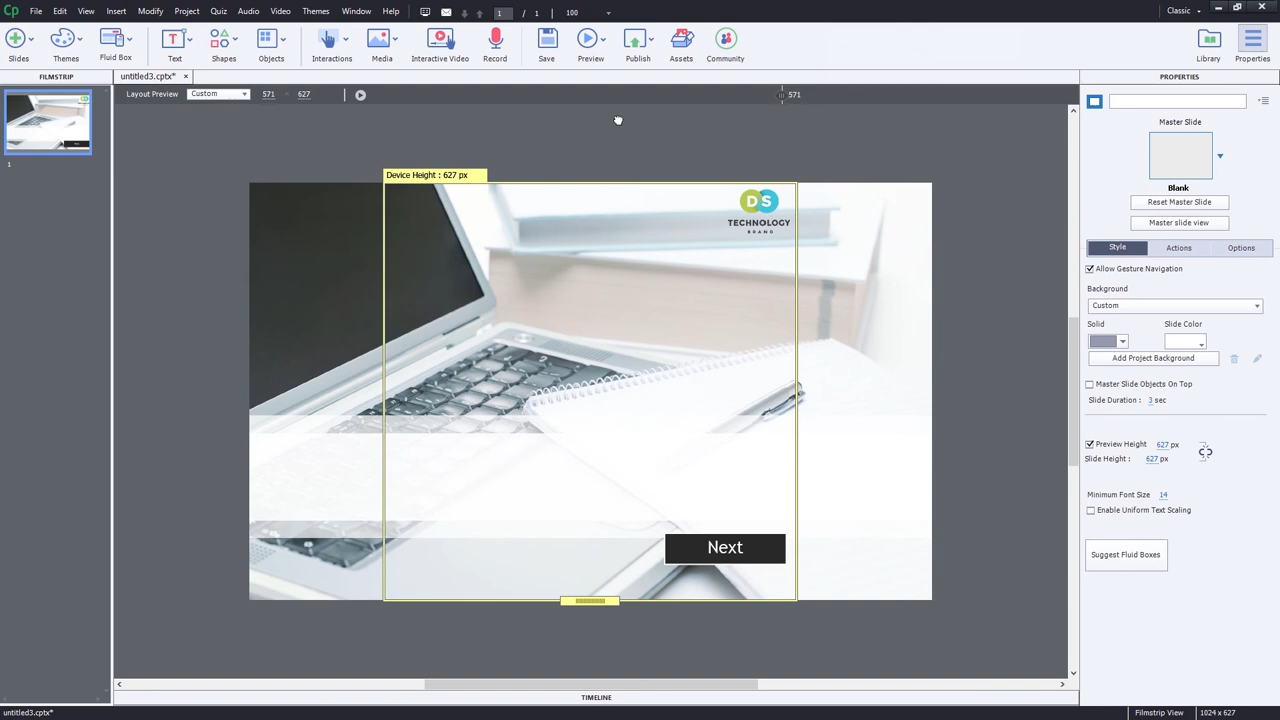 Cp File Edit View Insert Modify Project Quiz Audio Video Themes Window Help 1 / 1 100 Classic
Slides Themes Fluid Box Text Shapes Objects Interactions Media Interactive Video Record Save Preview Publish Assets Community Library Properties
FILMSTRIP
untitled3.cptx* ×
PROPERTIES
Layout Preview Custom 571 × 627 571
Master Slide
Blank
Reset Master Slide
Master slide view
Style Actions Options
Allow Gesture Navigation
Background
Custom
Solid Slide Color
Add Project Background
Master Slide Objects On Top
Slide Duration : 3 sec
Preview Height 627 px
Slide Height : 627 px
Minimum Font Size 14
Enable Uniform Text Scaling
Suggest Fluid Boxes
1
Device Height : 627 px
DS
TECHNOLOGY
BRAND
Next
TIMELINE
untitled3.cptx* Filmstrip View 1024 x 627